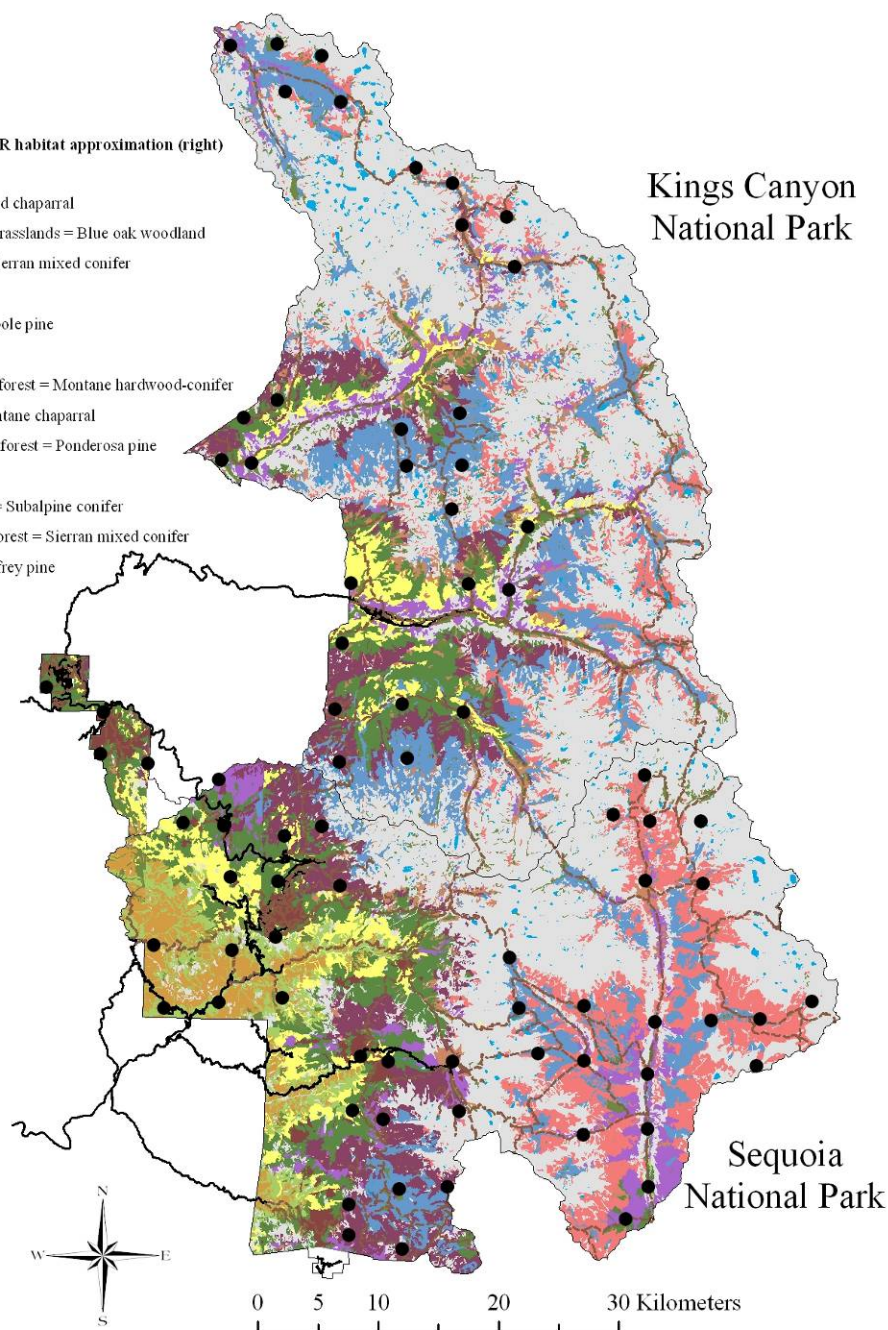 R habitat approximation (right)
d chaparral
rasslands = Blue oak woodland
erran mixed conifer
ole pine
forest = Montane hardwood-conifer
ntane chaparral
forest = Ponderosa pine
= Subalpine conifer
orest = Sierran mixed conifer
frey pine
Kings Canyon
National Park
Sequoia
National Park
N
W E
S
0 5 10 20 30 Kilometers